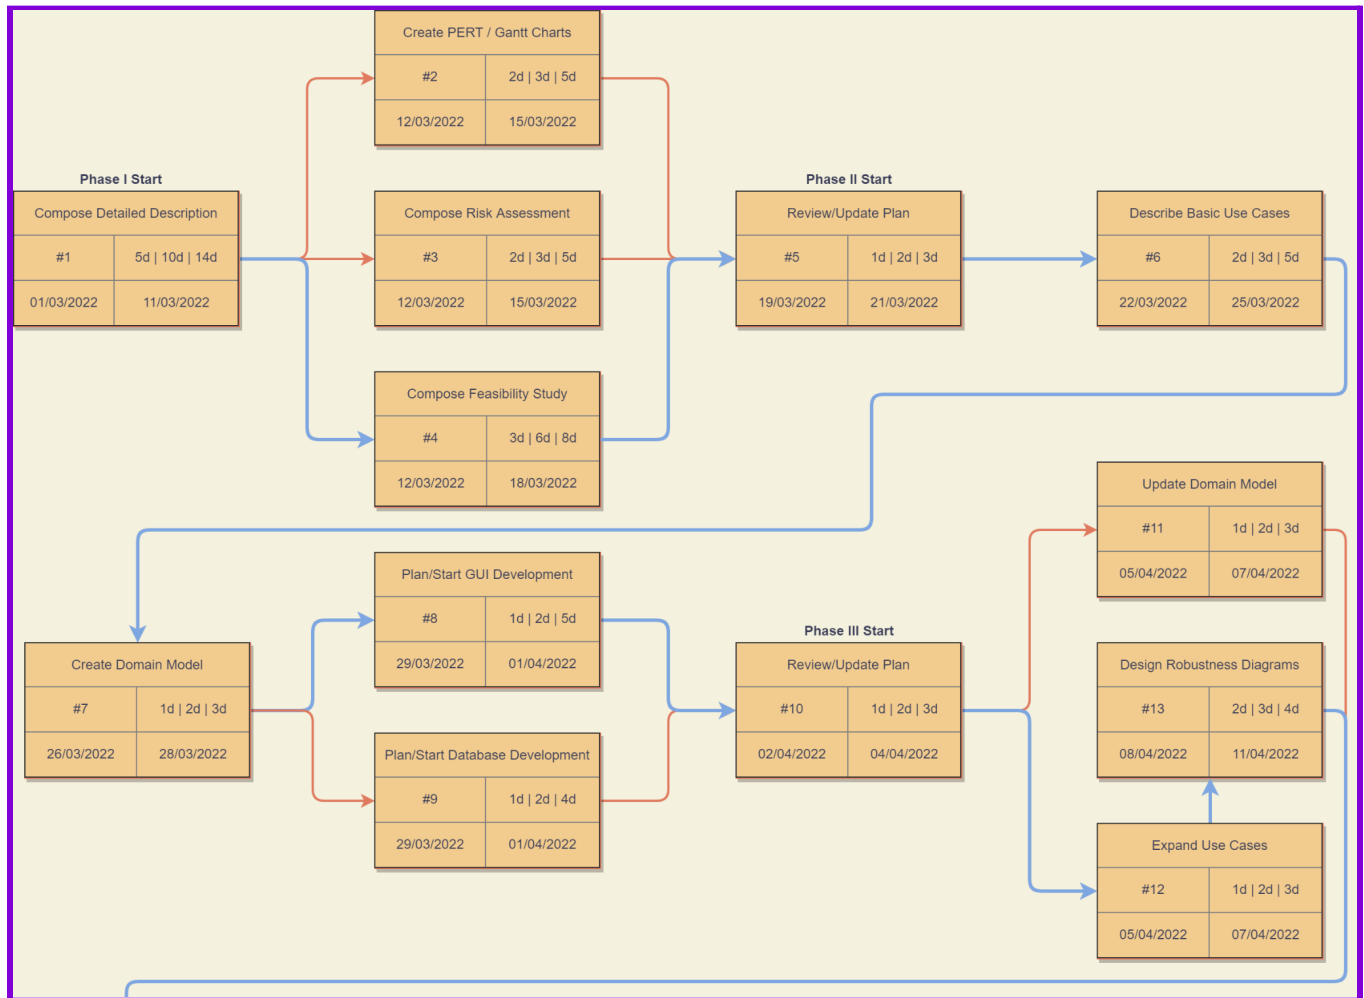 Create PERT / Gantt Charts
#2 2d | 3d | 5d
12/03/2022 15/03/2022
Phase I Start
Compose Detailed Description
#1 5d | 10d | 14d
01/03/2022 11/03/2022
Compose Risk Assessment
#3 2d | 3d | 5d
12/03/2022 15/03/2022
Phase II Start
Review/Update Plan
#5 1d | 2d | 3d
19/03/2022 21/03/2022
Describe Basic Use Cases
#6 2d | 3d | 5d
22/03/2022 25/03/2022
Compose Feasibility Study
#4 3d | 6d | 8d
12/03/2022 18/03/2022
Update Domain Model
#11 1d | 2d | 3d
05/04/2022 07/04/2022
Plan/Start GUI Development
#8 1d | 2d | 5d
29/03/2022 01/04/2022
Create Domain Model
#7 1d | 2d | 3d
26/03/2022 28/03/2022
Phase III Start
Review/Update Plan
#10 1d | 2d | 3d
02/04/2022 04/04/2022
Design Robustness Diagrams
#13 2d | 3d | 4d
08/04/2022 11/04/2022
Plan/Start Database Development
#9 1d | 2d | 4d
29/03/2022 01/04/2022
Expand Use Cases
#12 1d | 2d | 3d
05/04/2022 07/04/2022